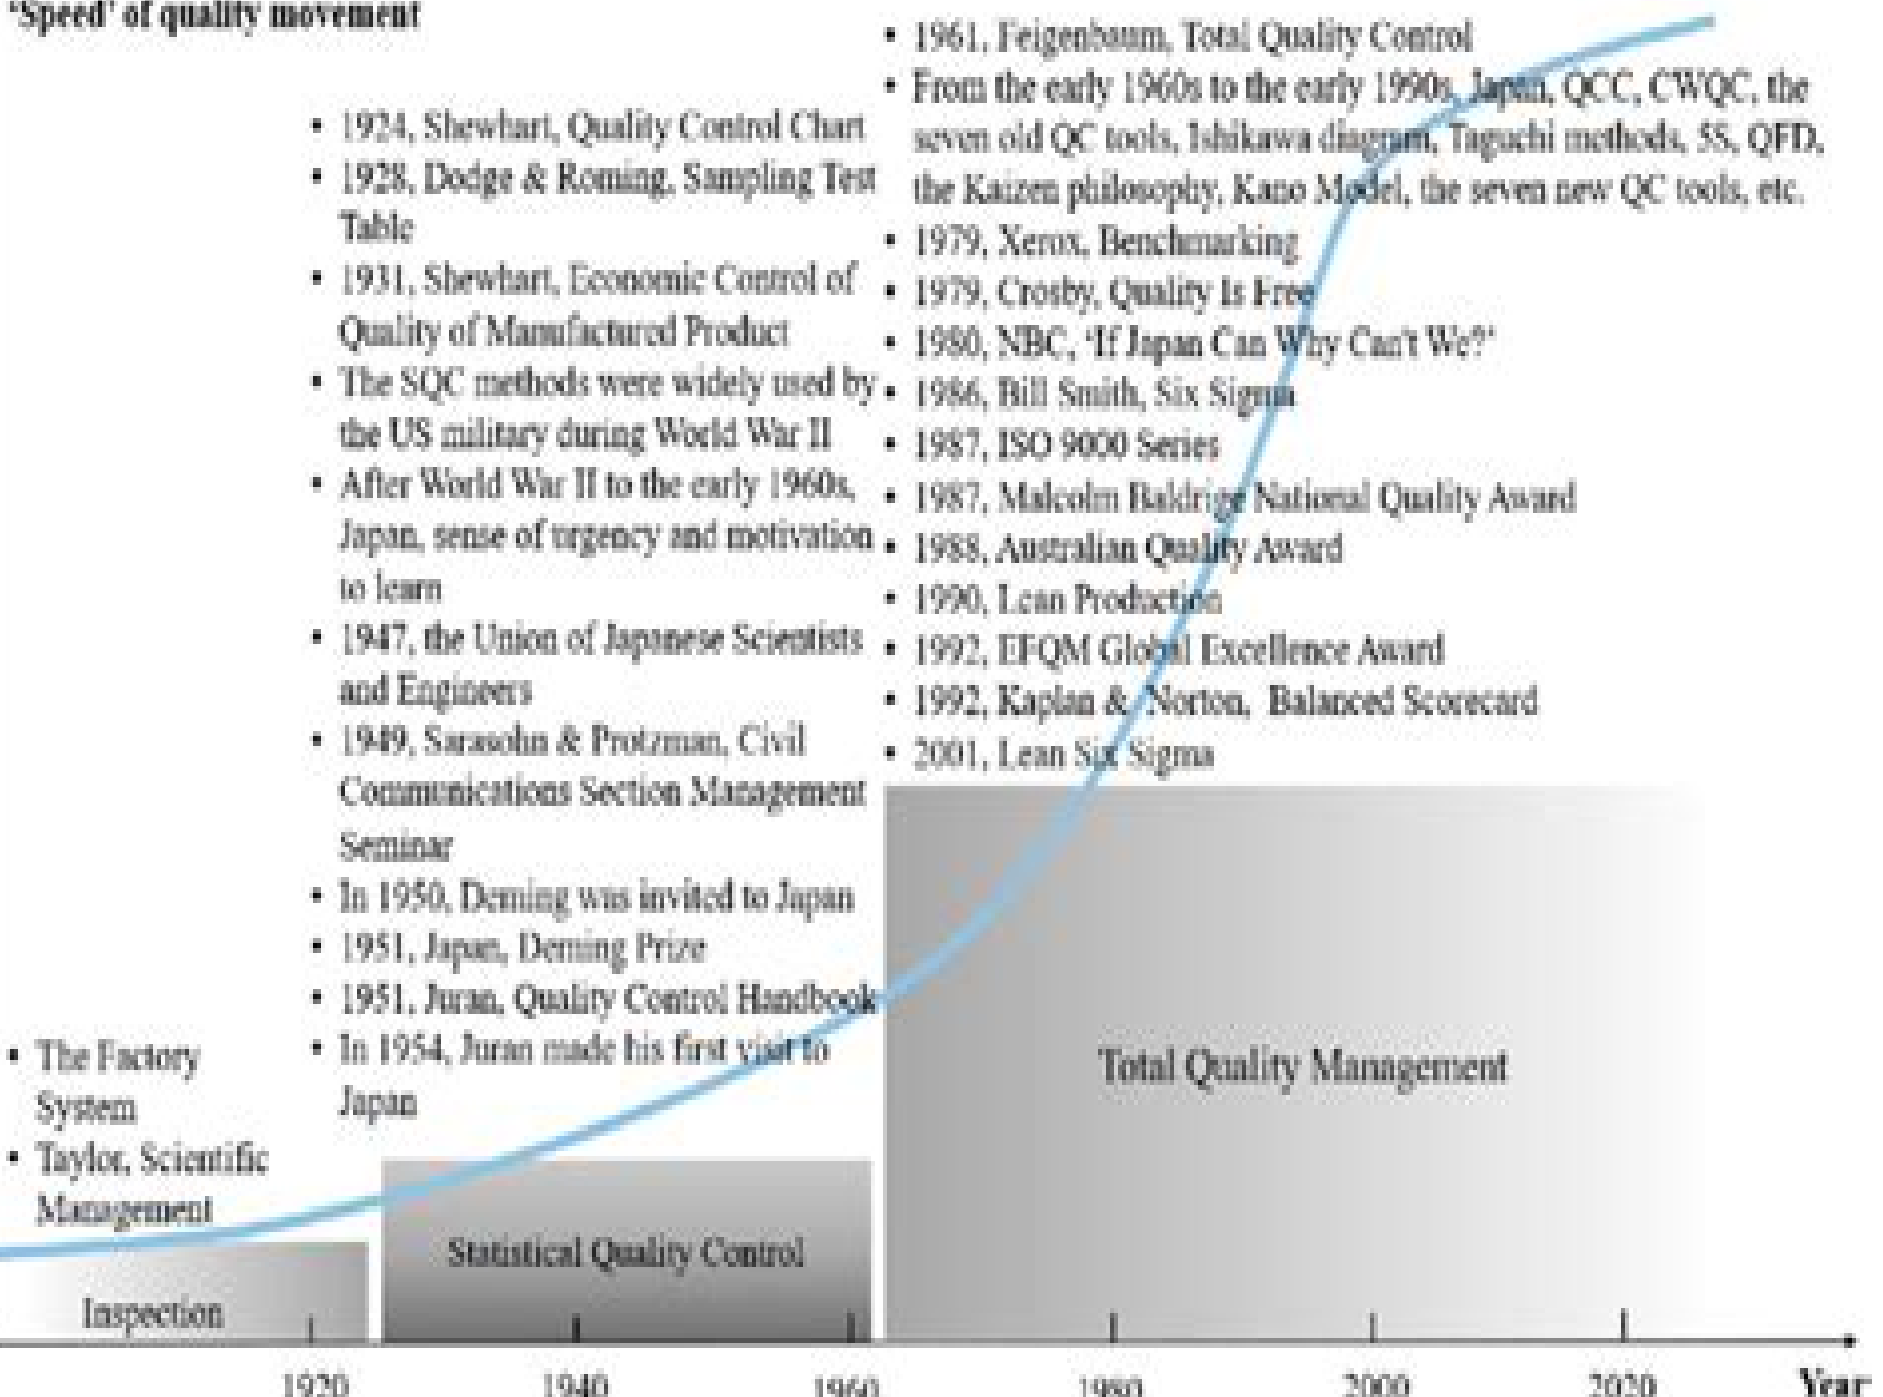 'Speed' of quality movement
• The Factory
System
• Taylor, Scientific
Management
• 1924, Shewhart, Quality Control Chart
• 1928, Dodge & Roming, Sampling Test
Table
• 1931, Shewhart, Economic Control of
Quality of Manufactured Product
• The SQC methods were widely used by
the US military during World War II
• After World War II to the early 1960s,
Japan, sense of urgency and motivation
to learn
• 1947, the Union of Japanese Scientists
and Engineers
• 1949, Sarasohn & Protzman, Civil
Communications Section Management
Seminar
• In 1950, Deming was invited to Japan
• 1951, Japan, Deming Prize
• 1951, Juran, Quality Control Handbook
• In 1954, Juran made his first visit to
Japan
• 1961, Feigenbaum, Total Quality Control
• From the early 1960s to the early 1990s, Japan, QCC, CWQC, the
seven old QC tools, Ishikawa diagram, Taguchi methods, 5S, QFD,
the Kaizen philosophy, Kano Model, the seven new QC tools, etc.
• 1979, Xerox, Benchmarking
• 1979, Crosby, Quality Is Free
• 1980, NBC, 'If Japan Can Why Can't We?'
• 1986, Bill Smith, Six Sigma
• 1987, ISO 9000 Series
• 1987, Malcolm Baldrige National Quality Award
• 1988, Australian Quality Award
• 1990, Lean Production
• 1992, EFQM Global Excellence Award
• 1992, Kaplan & Norton, Balanced Scorecard
• 2001, Lean Six Sigma
Inspection
Statistical Quality Control
Total Quality Management
1920 1940 1960 1980 2000 2020 Year